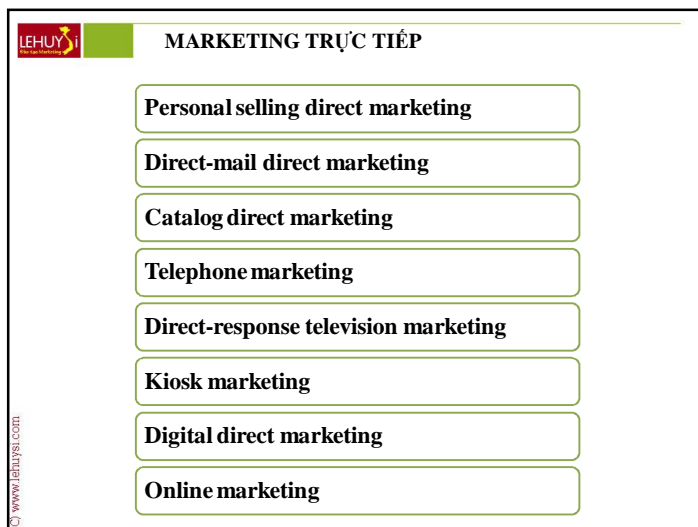 LEHUYSi
MARKETING TRỰC TIẾP
Personal selling direct marketing
Direct-mail direct marketing
Catalog direct marketing
Telephone marketing
Direct-response television marketing
Kiosk marketing
Digital direct marketing
Online marketing
C) www.lehuysi.com